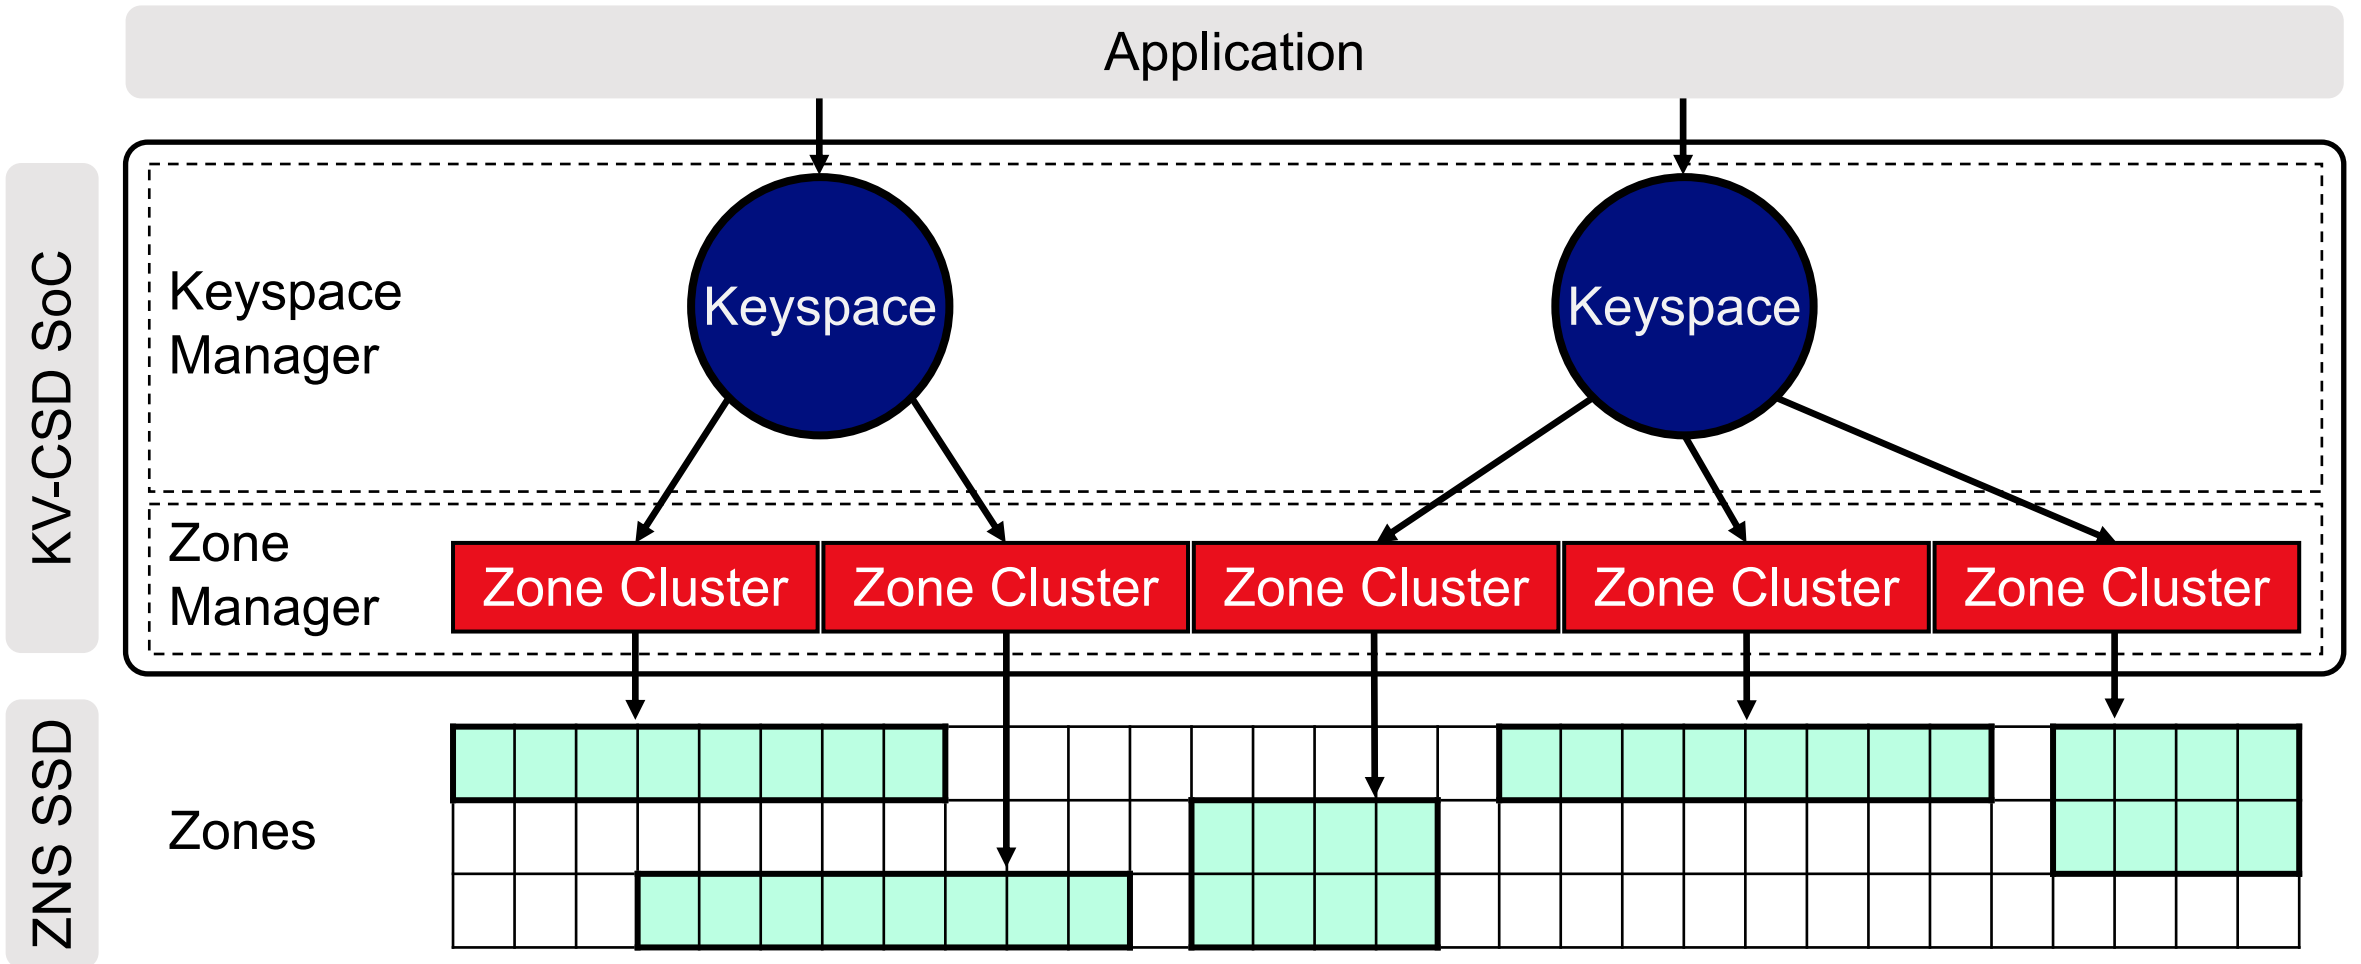 Application
KV-CSD SoC
Keyspace
Manager
Keyspace
Keyspace
Zone
Manager
Zone Cluster
Zone Cluster
Zone Cluster
Zone Cluster
Zone Cluster
ZNS SSD
Zones